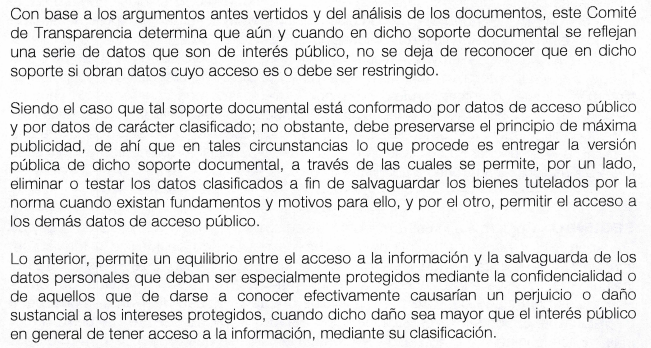 Con base a los argumentos antes vertidos y del análisis de los documentos, este Comité
de Transparencia determina que aún y cuando en dicho soporte documental se reflejan
una serie de datos que son de interés público, no se deja de reconocer que en dicho
soporte si obran datos cuyo acceso es o debe ser restringido.
Siendo el caso que tal soporte documental está conformado por datos de acceso público
y por datos de carácter clasificado; no obstante, debe preservarse el principio de máxima
publicidad, de ahí que en tales circunstancias lo que procede es entregar la versión
pública de dicho soporte documental, a través de las cuales se permite, por un lado,
eliminar o testar los datos clasificados a fin de salvaguardar los bienes tutelados por la
norma cuando existan fundamentos y motivos para ello, y por el otro, permitir el acceso a
los demás datos de acceso público.
Lo anterior, permite un equilibrio entre el acceso a la información y la salvaguarda de los
datos personales que deban ser especialmente protegidos mediante la confidencialidad o
de aquellos que de darse a conocer efectivamente causarían un perjuicio o daño
sustancial a los intereses protegidos, cuando dicho daño sea mayor que el interés público
en general de tener acceso a la información, mediante su clasificación.